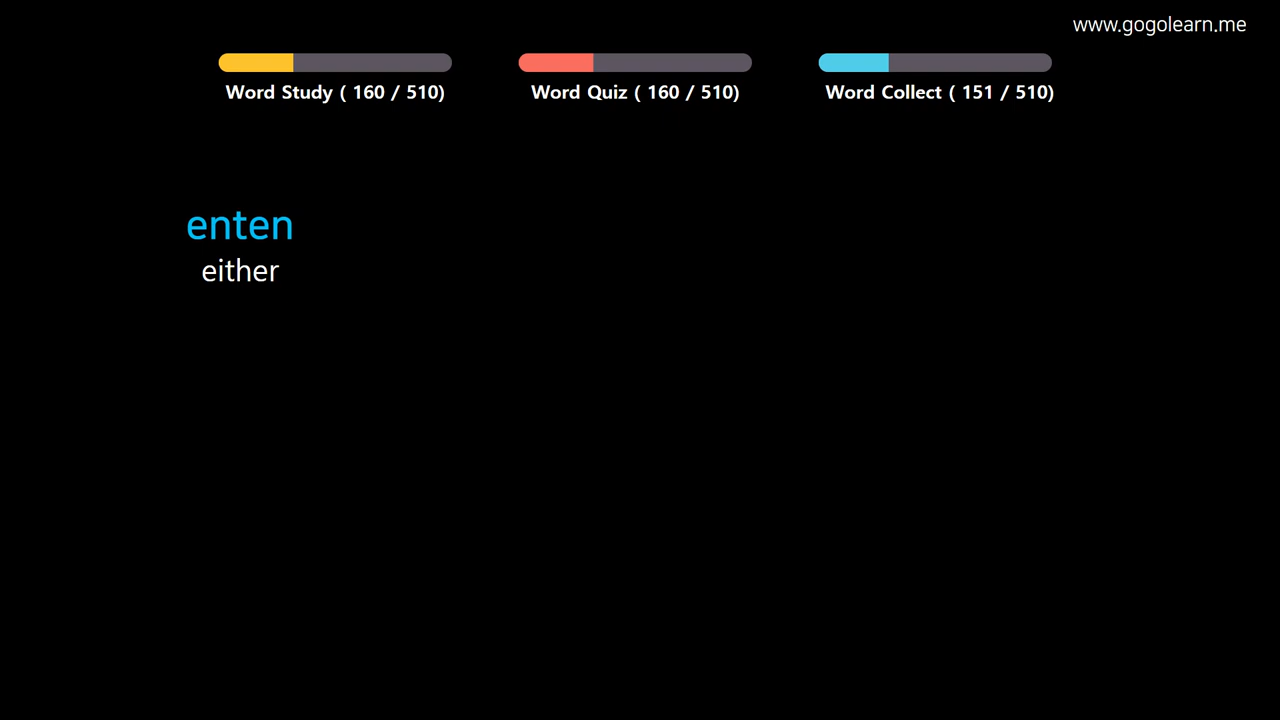 www.gogolearn.me
Word Study ( 160 / 510)
Word Quiz ( 160 / 510)
Word Collect ( 151 / 510)
enten
either